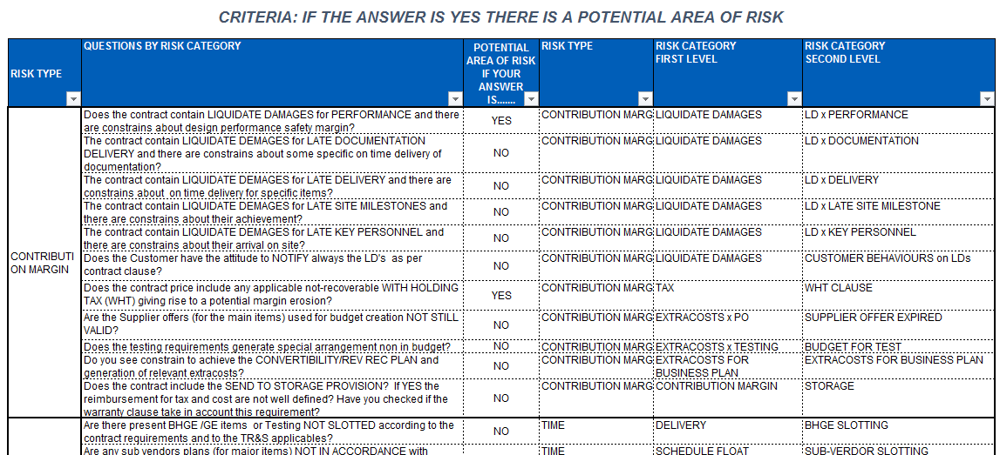 CRITERIA: IF THE ANSWER IS YES THERE IS A POTENTIAL AREA OF RISK
RISK TYPE
QUESTIONS BY RISK CATEGORY
POTENTIAL
AREA OF RISK
IF YOUR
ANSWER
IS.......
RISK TYPE
RISK CATEGORY
FIRST LEVEL
RISK CATEGORY
SECOND LEVEL
CONTRIBUTI
ON MARGIN
Does the contract contain LIQUIDATE DAMAGES for PERFORMANCE and there
are constrains about design performance safety margin?
YES
CONTRIBUTION MARG
LIQUIDATE DAMAGES
LD x PERFORMANCE
The contract contain LIQUIDATE DEMAGES for LATE DOCUMENTATION
DELIVERY and there are constrains about some specific on time delivery of
documentation?
NO
CONTRIBUTION MARG
LIQUIDATE DAMAGES
LD x DOCUMENTATION
The contract contain LIQUIDATE DEMAGES for LATE DELIVERY and there are
constrains about  on time delivery for specific items?
NO
CONTRIBUTION MARG
LIQUIDATE DAMAGES
LD x DELIVERY
The contract contain LIQUIDATE DEMAGES for LATE SITE MILESTONES and
there are constrains about their achievement?
NO
CONTRIBUTION MARG
LIQUIDATE DAMAGES
LD x LATE SITE MILESTONE
The contract contain LIQUIDATE DEMAGES for LATE KEY PERSONNEL and
there are constrains about their arrival on site?
NO
CONTRIBUTION MARG
LIQUIDATE DAMAGES
LD x KEY PERSONNEL
Does the Customer have the attitude to NOTIFY always the LD's  as per
contract clause?
NO
CONTRIBUTION MARG
LIQUIDATE DAMAGES
CUSTOMER BEHAVIOURS on LDs
Does the contract price include any applicable not-recoverable WITH HOLDING
TAX (WHT) giving rise to a potential margin erosion?
YES
CONTRIBUTION MARG
TAX
WHT CLAUSE
Are the Supplier offers (for the main items) used for budget creation NOT STILL
VALID?
NO
CONTRIBUTION MARG
EXTRACOSTS x PO
SUPPLIER OFFER EXPIRED
Does the testing requirements generate special arrangement non in budget?
NO
CONTRIBUTION MARG
EXTRACOSTS x TESTING
BUDGET FOR TEST
Do you see constrain to achieve the CONVERTIBILITY/REV REC PLAN and
generation of relevant extracosts?
NO
CONTRIBUTION MARG
EXTRACOSTS FOR
BUSINESS PLAN
EXTRACOSTS FOR BUSINESS PLAN
Does the contract include the SEND TO STORAGE PROVISION?  If YES the
reimbursement for tax and cost are not well defined? Have you checked if the
warranty clause take in account this requirement?
NO
CONTRIBUTION MARG
CONTRIBUTION MARGIN
STORAGE
Are there present BHGE /GE items  or Testing NOT SLOTTED according to the
contract requirements and to the TR&S applicables?
NO
TIME
DELIVERY
BHGE SLOTTING
Are any sub vendors plans (for major items) NOT IN ACCORDANCE with
TIME
SCHEDULE FLOAT
SUB-VENDOR SLOTTING